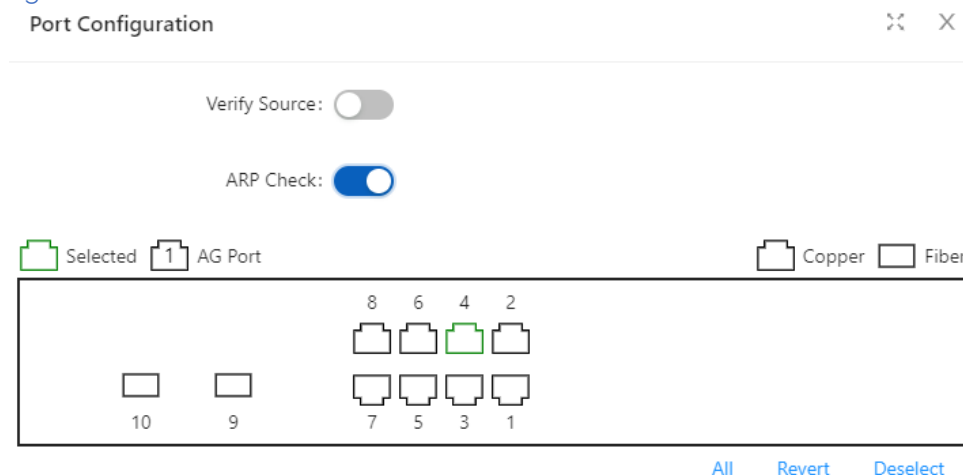 Port Configuration
Verify Source:
ARP Check:
Selected 1 AG Port Copper Fiber
8 6 4 2
10 9 7 5 3 1
All Revert Deselect